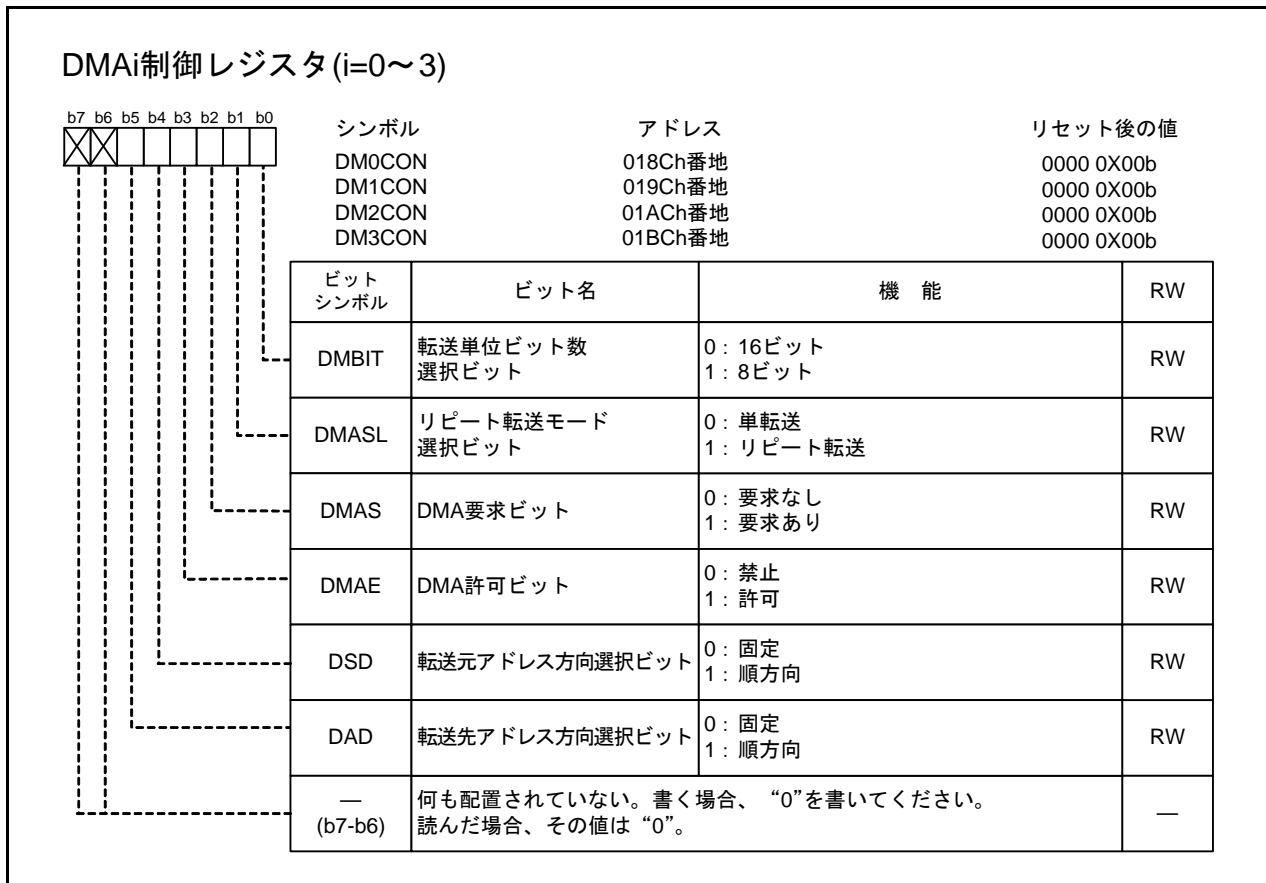 DMAi制御レジスタ(i=0～3)
b7 b6 b5 b4 b3 b2 b1 b0
シンボル アドレス リセット後の値
DM0CON 018Ch番地 0000 0X00b
DM1CON 019Ch番地 0000 0X00b
DM2CON 01ACh番地 0000 0X00b
DM3CON 01BCh番地 0000 0X00b
ビット
シンボル
ビット名
機 能
RW
DMBIT
転送単位ビット数
選択ビット
0：16ビット
1：8ビット
RW
DMASL
リピート転送モード
選択ビット
0：単転送
1：リピート転送
RW
DMAS
DMA要求ビット
0：要求なし
1：要求あり
RW
DMAE
DMA許可ビット
0：禁止
1：許可
RW
DSD
転送元アドレス方向選択ビット
0：固定
1：順方向
RW
DAD
転送先アドレス方向選択ビット
0：固定
1：順方向
RW
—
(b7-b6)
何も配置されていない。書く場合、“0”を書いてください。
読んだ場合、その値は“0”。
—